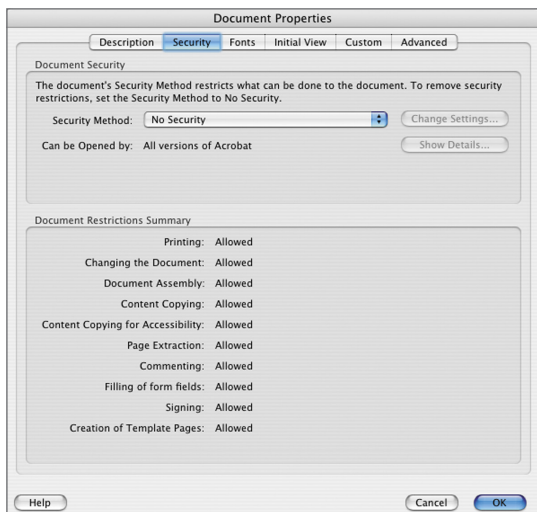 Document Properties
Description Security Fonts Initial View Custom Advanced
Document Security
The document's Security Method restricts what can be done to the document. To remove security
restrictions, set the Security Method to No Security.
Security Method: No Security Change Settings...
Can be Opened by: All versions of Acrobat Show Details...
Document Restrictions Summary
Printing: Allowed
Changing the Document: Allowed
Document Assembly: Allowed
Content Copying: Allowed
Content Copying for Accessibility: Allowed
Page Extraction: Allowed
Commenting: Allowed
Filling of form fields: Allowed
Signing: Allowed
Creation of Template Pages: Allowed
Help Cancel OK